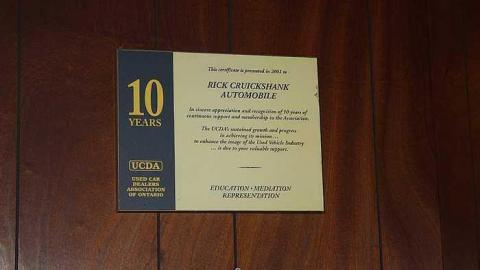 10
YEARS
UCDA
USED CAR
DEALERS
ASSOCIATION
OF ONTARIO
This certificate is presented in 2001 to
RICK CRUICKSHANK
AUTOMOBILE
In sincere appreciation and recognition of 10 years of
continuous support and membership to the Association.
The UCDA's sustained growth and progress
in achieving its mission...
to enhance the image of the Used Vehicle Industry
... is due to your valuable support.
EDUCATION • MEDIATION
REPRESENTATION